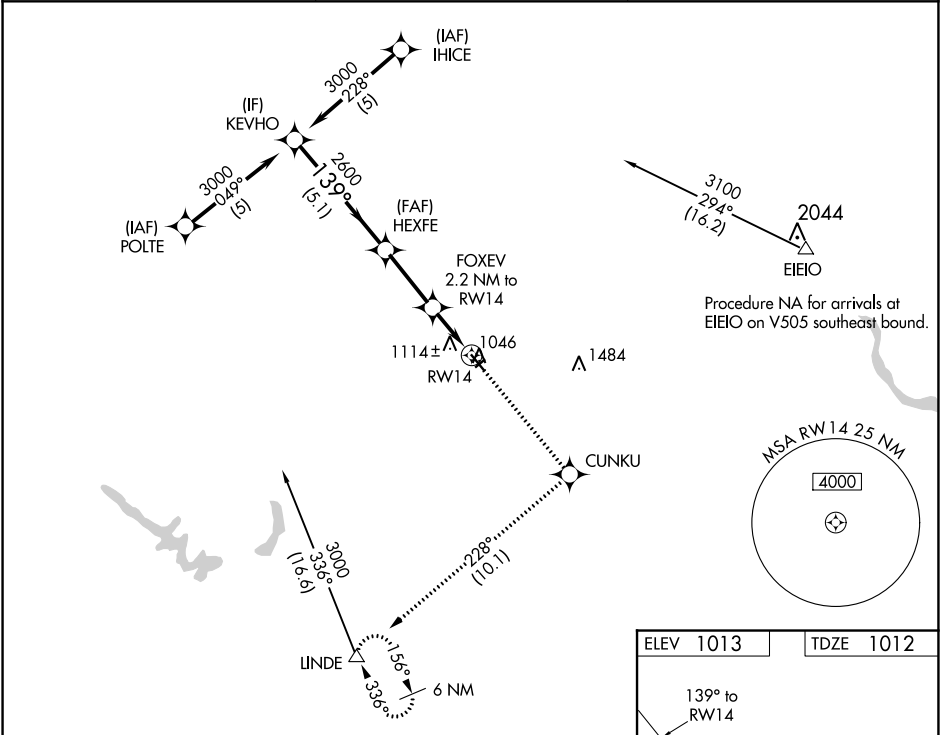 (IAF)
IHICE
3000
228°
(5)
(IF)
KEVHO
3000
049°
(5)
(IAF)
POLTE
2600
139°
(5.1)
(FAF)
HEXFE
FOXEV
2.2 NM to
RW14
3100
294°
(16.2)
2044
EIEIO
Procedure NA for arrivals at
EIEIO on V505 southeast bound.
1114±
1046
RW14
1484
CUNKU
MSA RW14 25 NM
4000
228°
(10.1)
3000
336°
(16.6)
LINDE
156°
336°
6 NM
ELEV 1013
TDZE 1012
139° to
RW14